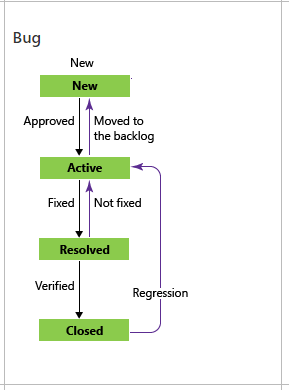 Bug
New
New
Approved
Moved to
the backlog
Active
Fixed
Not fixed
Resolved
Verified
Regression
Closed